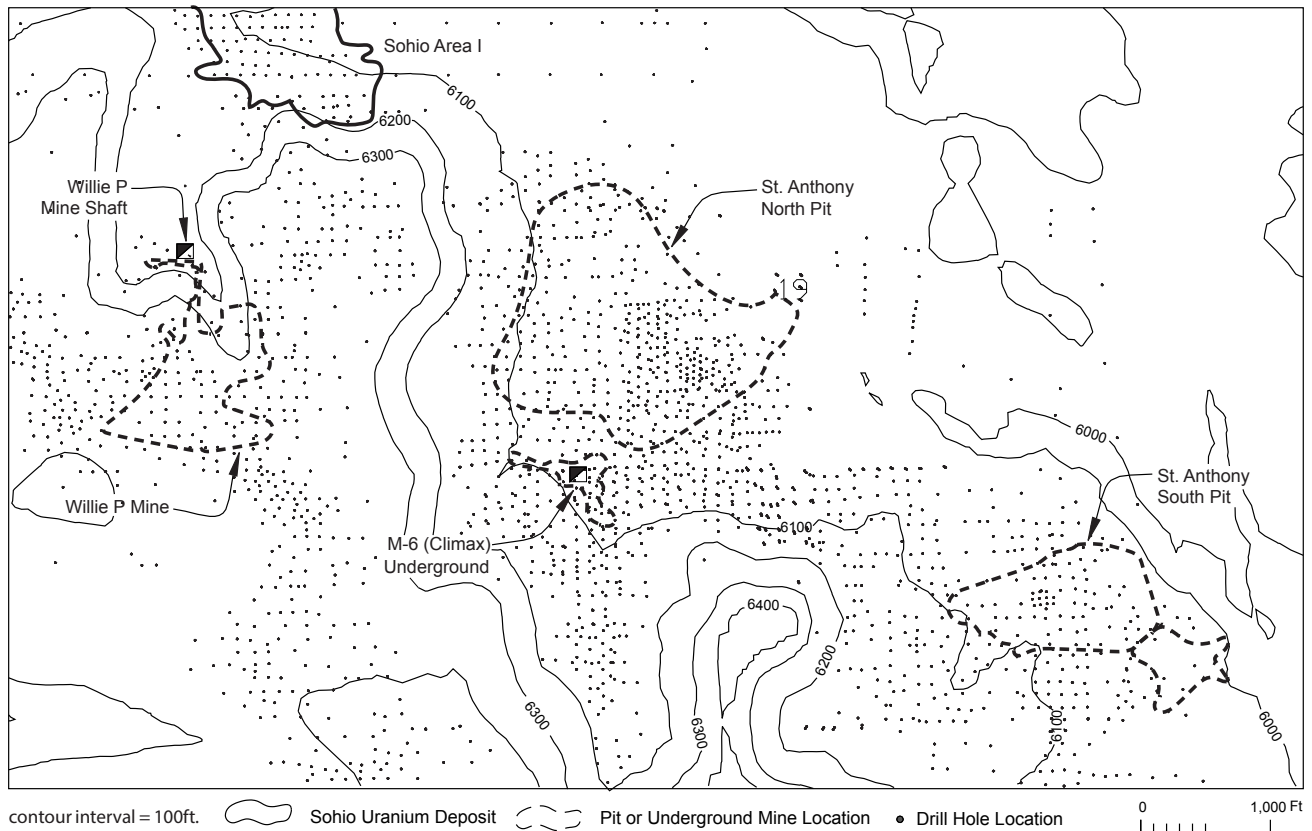 Sohio Area I
6100
6200
6300
Willie P
Mine Shaft
St. Anthony
North Pit
19
6000
St. Anthony
South Pit
Willie P Mine
6100
M-6 (Climax)
Underground
6400
6200
6300
6300
6100
6000
contour interval = 100ft.
Sohio Uranium Deposit
Pit or Underground Mine Location
Drill Hole Location
0
1,000 Ft